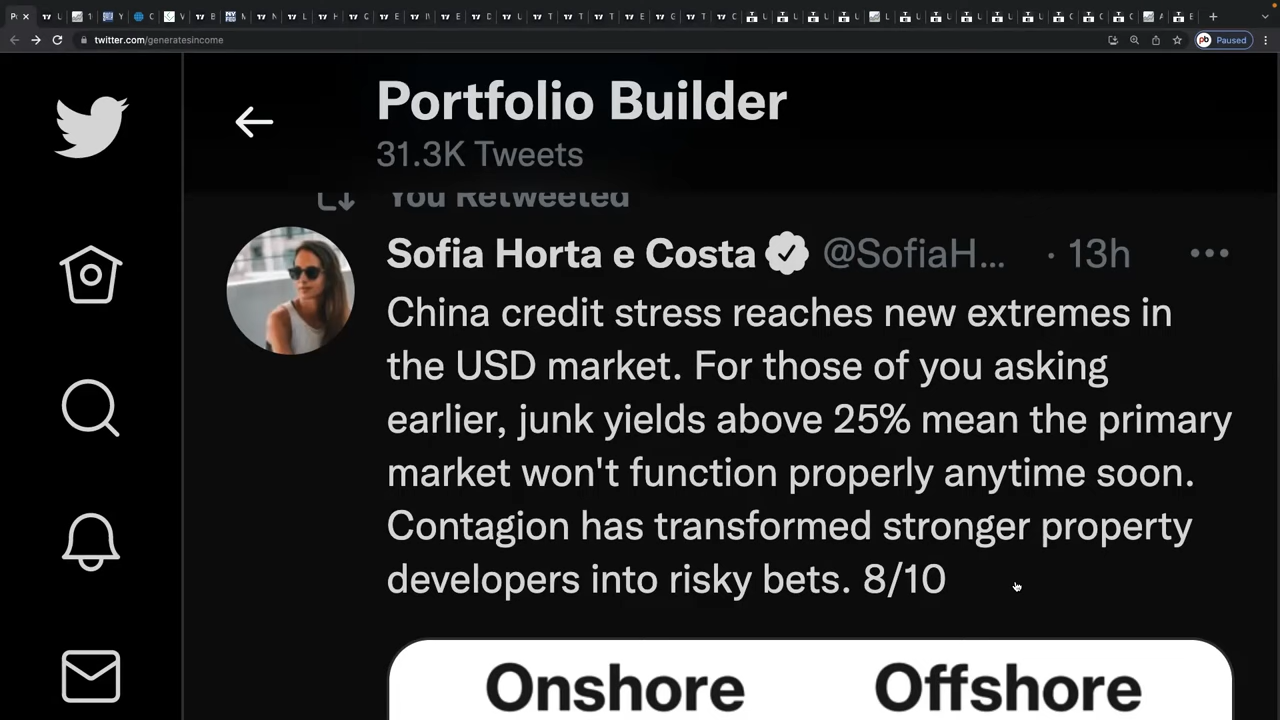 twitter.com/generatesincome
Paused
Portfolio Builder
31.3K Tweets
You Retweeted
Sofia Horta e Costa @SofiaH... · 13h
China credit stress reaches new extremes in
the USD market. For those of you asking
earlier, junk yields above 25% mean the primary
market won't function properly anytime soon.
Contagion has transformed stronger property
developers into risky bets. 8/10
Onshore Offshore